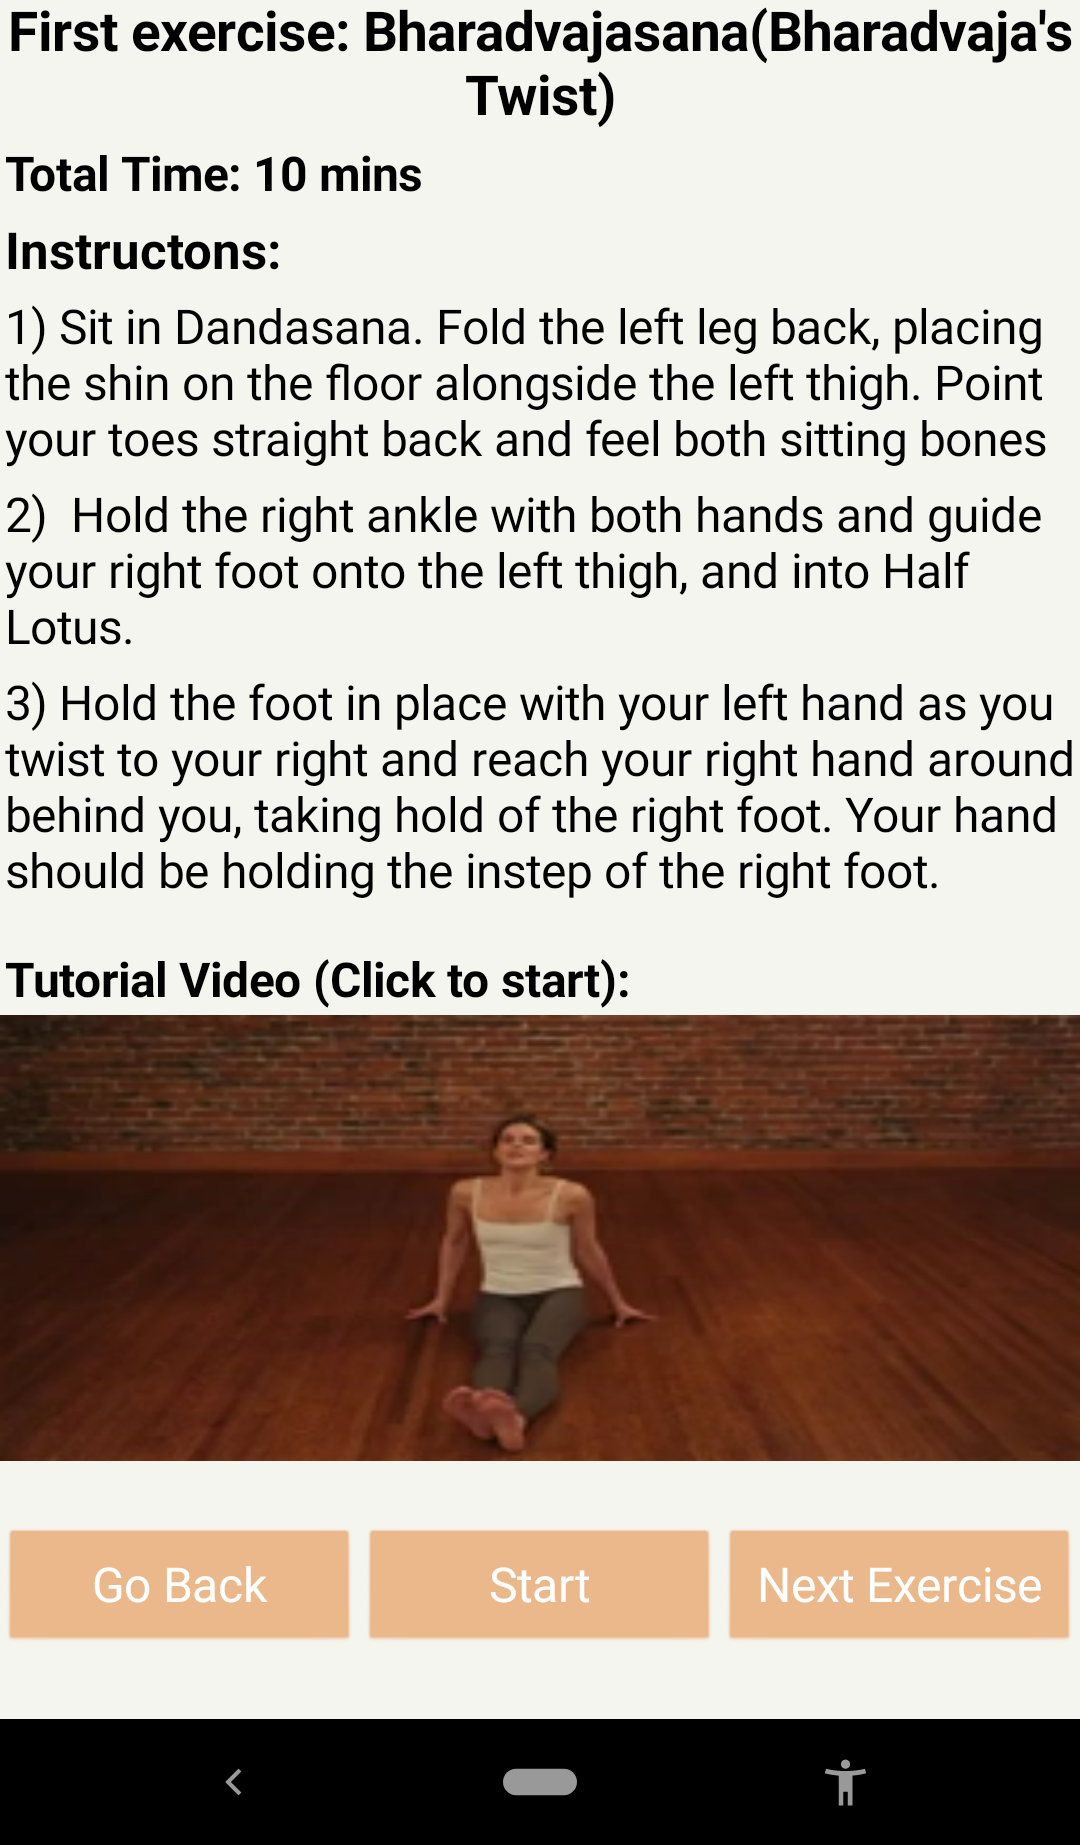 First exercise: Bharadvajasana(Bharadvaja's
Twist)
Total Time: 10 mins
Instructons:
1) Sit in Dandasana. Fold the left leg back, placing
the shin on the floor alongside the left thigh. Point
your toes straight back and feel both sitting bones
2)  Hold the right ankle with both hands and guide
your right foot onto the left thigh, and into Half
Lotus.
3) Hold the foot in place with your left hand as you
twist to your right and reach your right hand around
behind you, taking hold of the right foot. Your hand
should be holding the instep of the right foot.
Tutorial Video (Click to start):
Go Back
Start
Next Exercise